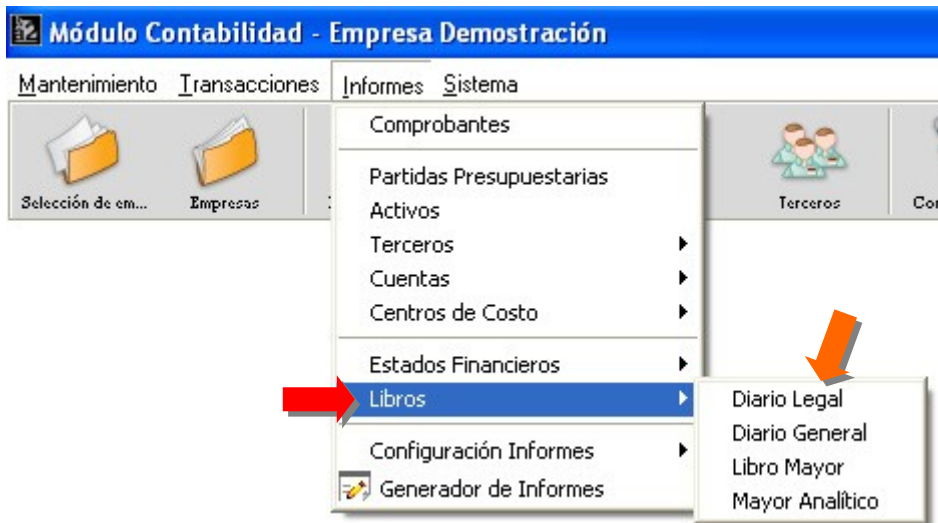 Módulo Contabilidad - Empresa Demostración
Mantenimiento Transacciones Informes Sistema
Selección de em... Empresas Terceros
Comprobantes
Partidas Presupuestarias
Activos
Terceros
Cuentas
Centros de Costo
Estados Financieros
Libros
Configuración Informes
Generador de Informes
Diario Legal
Diario General
Libro Mayor
Mayor Analítico